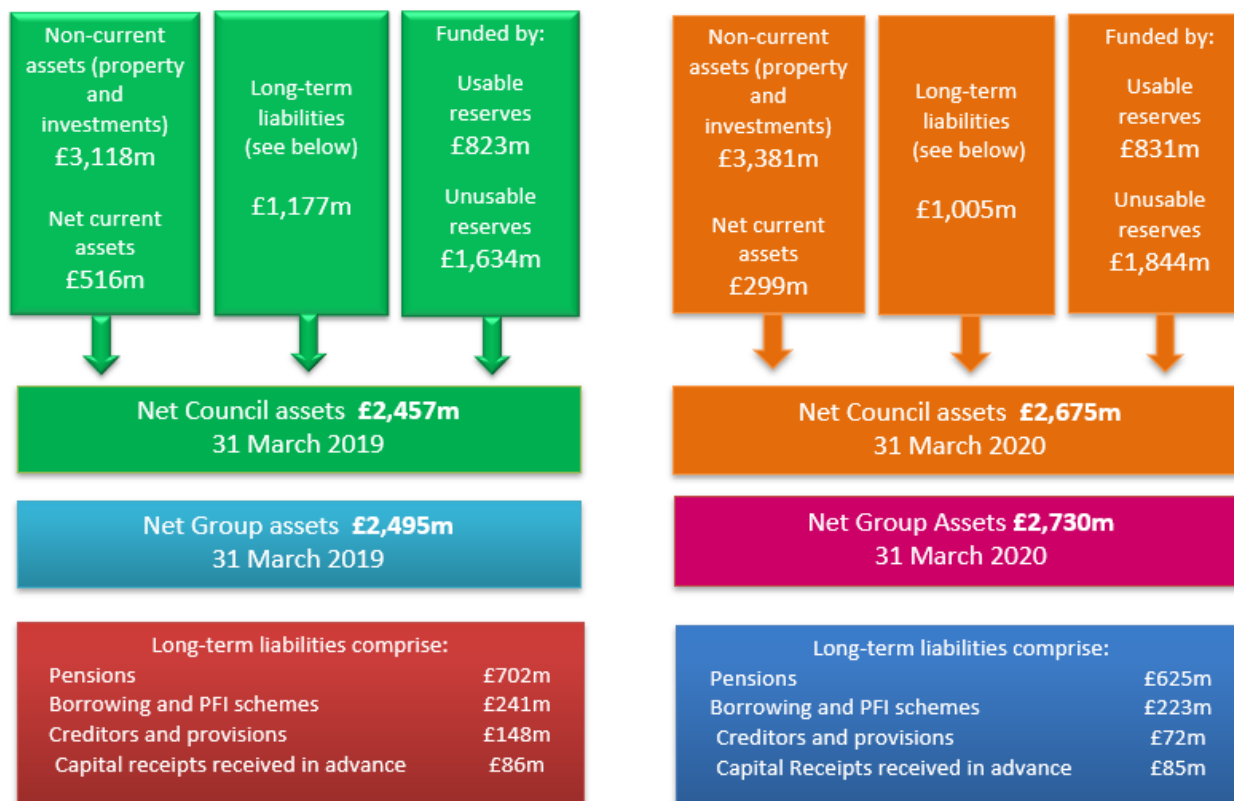 Non-current
assets (property
and
investments)
£3,118m
Net current
assets
£516m
Long-term
liabilities
(see below)
£1,177m
Funded by:
Usable
reserves
£823m
Unusable
reserves
£1,634m
Net Council assets £2,457m
31 March 2019
Net Group assets £2,495m
31 March 2019
Long-term liabilities comprise:
Pensions £702m
Borrowing and PFI schemes £241m
Creditors and provisions £148m
Capital receipts received in advance £86m
Non-current
assets (property
and
investments)
£3,381m
Net current
assets
£299m
Long-term
liabilities
(see below)
£1,005m
Funded by:
Usable
reserves
£831m
Unusable
reserves
£1,844m
Net Council assets £2,675m
31 March 2020
Net Group Assets £2,730m
31 March 2020
Long-term liabilities comprise:
Pensions £625m
Borrowing and PFI schemes £223m
Creditors and provisions £72m
Capital Receipts received in advance £85m